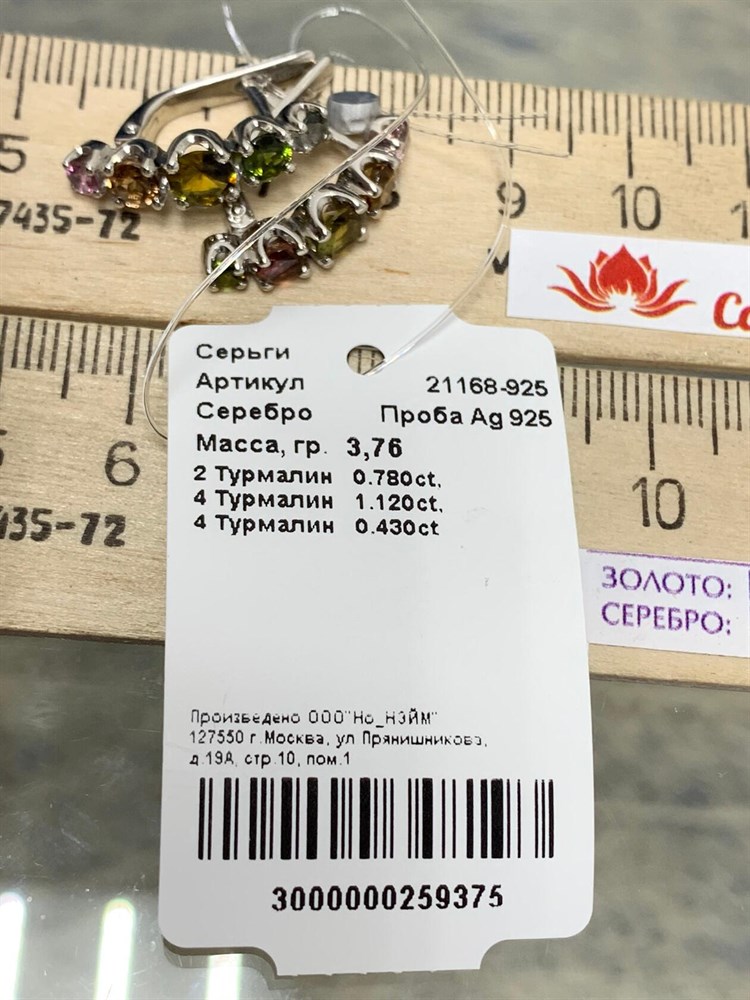 5
7435-72
9
10
Серьги
Артикул 21168-925
Серебро Проба Ag 925
Масса, гр. 3,76
2 Турмалин 0.780ct,
4 Турмалин 1.120ct,
4 Турмалин 0.430ct
6
435-72
10
ЗОЛОТО:
СЕРЕБРО:
Произведено ООО"Но_НЭЙМ"
127550 г.Москва, ул Прянишникова,
д.19А, стр.10, пом.1
3000000259375